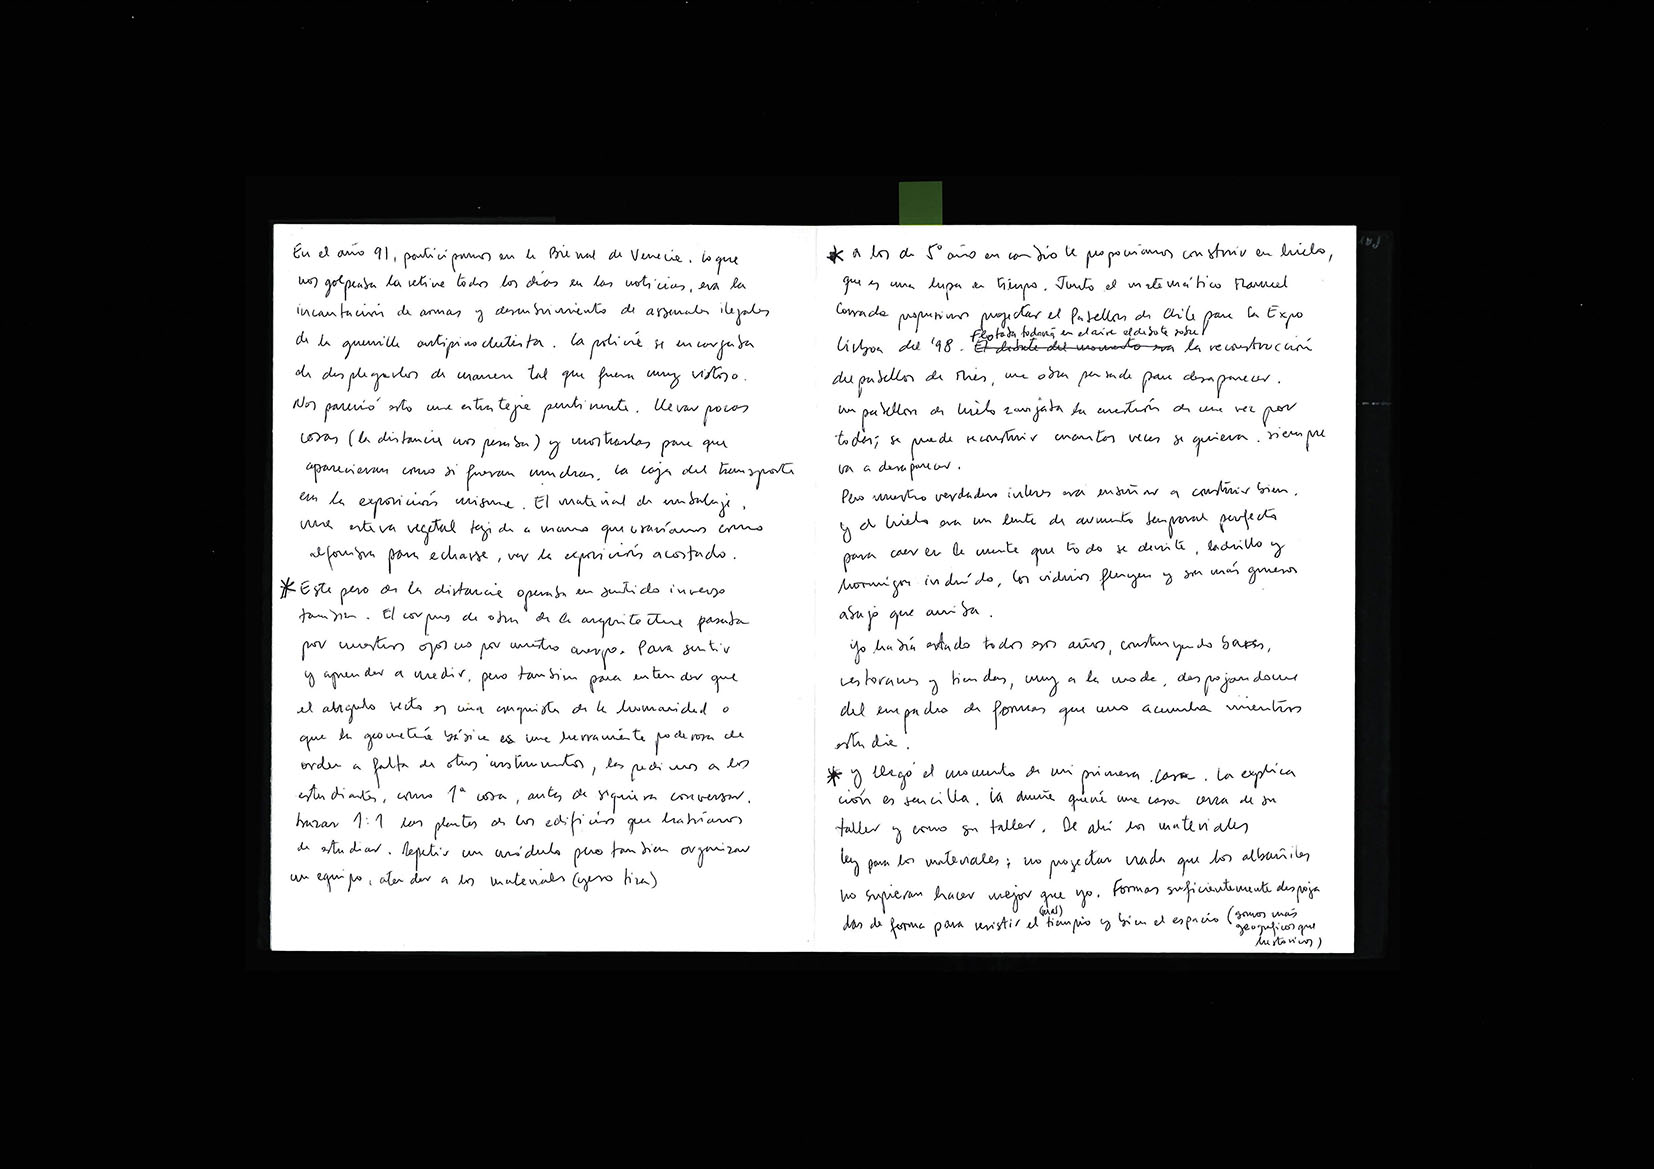 En el año 91, participamos en la Bienal de Venecia. Lo que
nos golpeaba la retina todos los días en las noticias, era la
incautación de armas y descubrimiento de arsenales ilegales
de la guerrilla antipinochetista. La policía se encargaba
de desplegarlos de manera tal que fuera muy vistoso.
Nos pareció esto una estrategia pertinente. Llevar pocas
cosas (la distancia nos pesaba) y mostrarlas para que
aparecieran como si fueran muchas. La caja del transporte
era la exposición misma. El material de embalaje,
una estera vegetal tejida a mano que usaríamos como
alfombra para echarse, ver la exposición acostado.
* Este peso de la distancia operaba en sentido inverso
también. El corpus de obra de la arquitectura pasaba
por nuestros ojos no por nuestro cuerpo. Para sentir
y aprender a medir, pero también para entender que
el ángulo recto es una conquista de la humanidad o
que la geometría básica es una herramienta poderosa de
orden a falta de otros instrumentos, les pedimos a los
estudiantes, como 1ª cosa, antes de siquiera conversar.
trazar 1:1 las plantas de los edificios que habríamos
de estudiar. Repetir un módulo pero también organizar
un equipo, atender a los materiales (yeso tiza)
* a los de 5º año en cambio le proponíamos construir en hielo,
que es una lupa en tiempo. Junto al matemático Manuel
Corrada propusimos proyectar el Pabellón de Chile para la Expo
Flotaba todavía en el aire el debate sobre
Lisboa del '98. El debate del momento era la reconstrucción
del pabellón de Mies, una obra pensada para desaparecer.
un pabellón de hielo zanjaba la cuestión de una vez por
todas; se puede reconstruir cuantas veces se quiera. siempre
va a desaparecer.
Pero nuestro verdadero interés era enseñar a construir bien.
y el hielo era un lente de aumento temporal perfecto
para caer en la cuenta que todo se derrite, ladrillo y
hormigón incluído, los vidrios fluyen y son más gruesos
abajo que arriba.
Yo había estado todos esos años, construyendo bares,
restoranes y tiendas, muy a la moda, despojandome
del empacho de formas que uno acumula mientras
estudia.
* y llegó el momento de mi primera casa. La explica
ción es sencilla. La dueña quería una casa cerca de su
taller y como su taller. De ahí los materiales
ley para los materiales; no proyectar nada que los albañiles
no supieran hacer mejor que yo. Formas suficientemente despoja
das de forma para resistir el tiempo y bien el espacio (somos más
geográficos que
históricos)